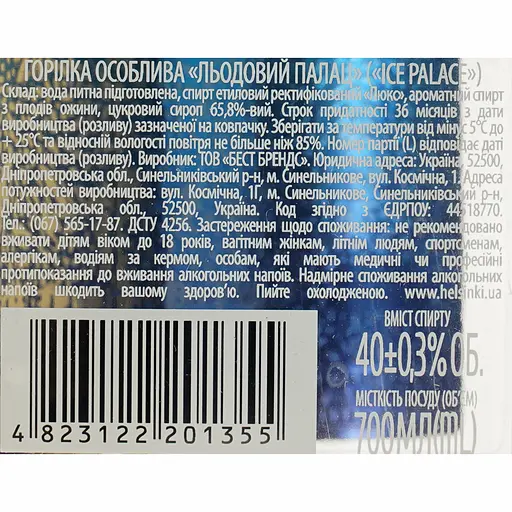 ГОРІЛКА ОСОБЛИВА «ЛЬОДОВИЙ ПАЛАЦ» («ICE PALACE»)
Склад: вода питна підготовлена, спирт етиловий ректифікований «Люкс», ароматний спирт
з плодів ожини, цукровий сироп 65,8%-вий. Строк придатності 36 місяців з дати
виробництва (розливу) зазначеної на ковпачку. Зберігати за температури від мінус 5°С до
+ 25°С та відносній вологості повітря не більше ніж 85%. Номер партії (L) відповідає даті
виробництва (розливу). Виробник: ТОВ «БЕСТ БРЕНДС». Юридична адреса: Україна, 52500,
Дніпропетровська обл., Синельниківський р-н, м. Синельникове, вул. Космічна, 1. Адреса
потужностей виробництва: вул. Космічна, 1Г, м. Синельникове, Синельниківський р-н,
Дніпропетровська обл., 52500, Україна. Код згідно ЄДРПОУ: 44518770.
Тел.: (067) 565-17-87. ДСТУ 4256. Застереження щодо споживання: не рекомендовано
вживати дітям віком до 18 років, вагітним жінкам, літнім людям, спортсменам,
алергікам, водіям за кермом, особам, які мають медичні чи професійні
протипоказання до вживання алкогольних напоїв. Надмірне споживання алкогольних
напоїв шкодить вашому здоров'ю. Пийте охолодженою. www.helsinki.ua
ВМІСТ СПИРТУ
40±0,3% ОБ.
МІСТКІСТЬ ПОСУДУ (ОБ'ЄМ)
700МЛ(mL)
4 823122 201355